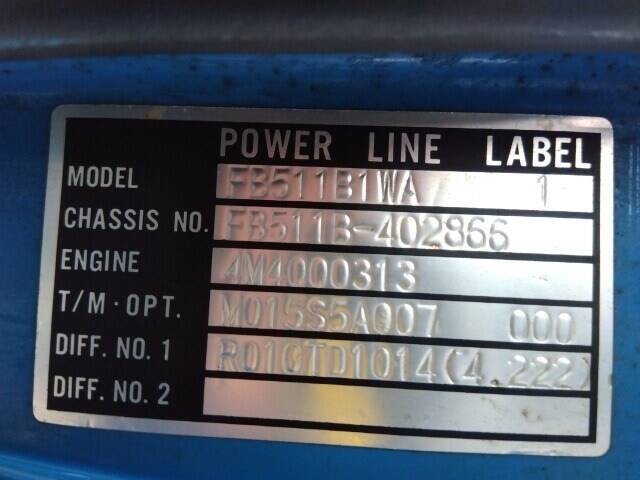 POWER LINE LABEL
MODEL FB511B1WA 1
CHASSIS NO. FB511B-402866
ENGINE 4M4000313
T/M·OPT. M015S5A007 000
DIFF. NO. 1 R01CTD1014(4.222)
DIFF. NO. 2